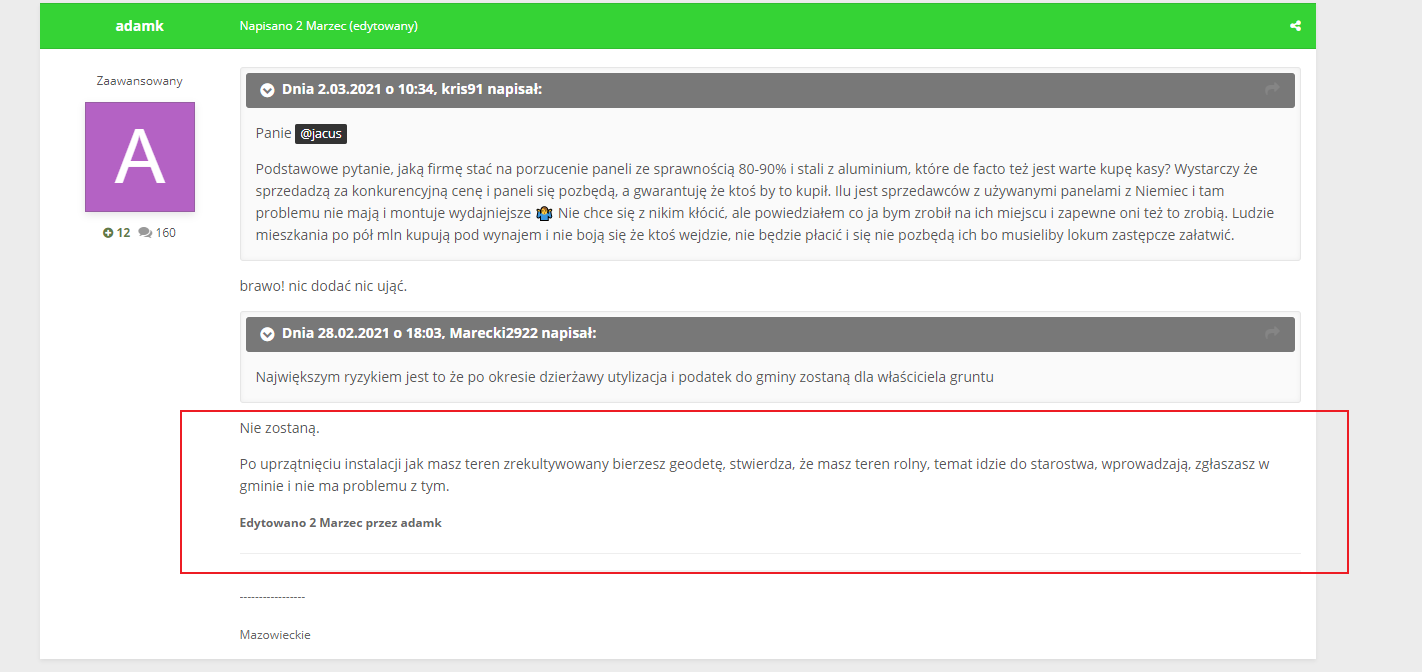 adamk
Napisano 2 Marzec (edytowany)
Zaawansowany
A
12 160
Dnia 2.03.2021 o 10:34, kris91 napisał:
Panie @jacus
Podstawowe pytanie, jaką firmę stać na porzucenie paneli ze sprawnością 80-90% i stali z aluminium, które de facto też jest warte kupę kasy? Wystarczy że
sprzedadzą za konkurencyjną cenę i paneli się pozbędą, a gwarantuję że ktoś by to kupił. Ilu jest sprzedawców z używanymi panelami z Niemiec i tam
problemu nie mają i montuje wydajniejsze 🤷‍♂️ Nie chce się z nikim kłócić, ale powiedziałem co ja bym zrobił na ich miejscu i zapewne oni też to zrobią. Ludzie
mieszkania po pół mln kupują pod wynajem i nie boją się że ktoś wejdzie, nie będzie płacić i się nie pozbędą ich bo musieliby lokum zastępcze załatwić.
brawo! nic dodać nic ująć.
Dnia 28.02.2021 o 18:03, Marecki2922 napisał:
Największym ryzykiem jest to że po okresie dzierżawy utylizacja i podatek do gminy zostaną dla właściciela gruntu
Nie zostaną.
Po uprzątnięciu instalacji jak masz teren zrekultywowany bierzesz geodetę, stwierdza, że masz teren rolny, temat idzie do starostwa, wprowadzają, zgłaszasz w
gminie i nie ma problemu z tym.
Edytowano 2 Marzec przez adamk
-----------------
Mazowieckie